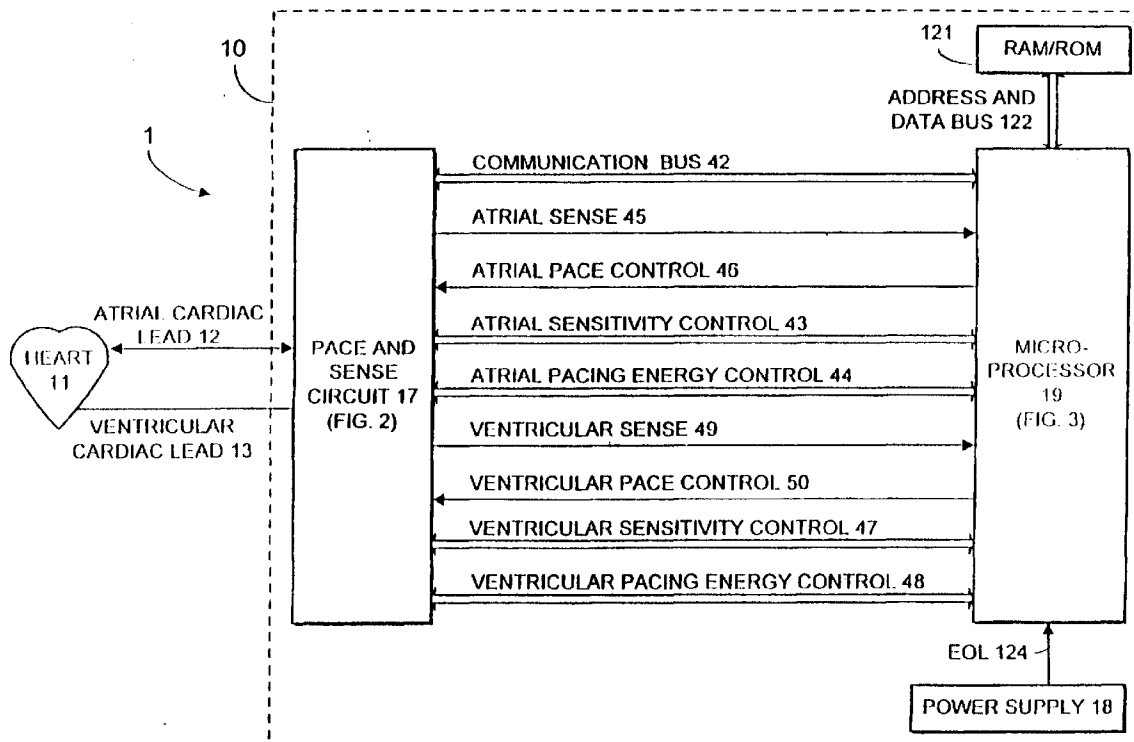 10
121
RAM/ROM
ADDRESS AND
DATA BUS 122
1
COMMUNICATION BUS 42
ATRIAL SENSE 45
ATRIAL PACE CONTROL 46
ATRIAL CARDIAC
LEAD 12
HEART
11
VENTRICULAR
CARDIAC LEAD 13
PACE AND
SENSE
CIRCUIT 17
(FIG. 2)
ATRIAL SENSITIVITY CONTROL 43
ATRIAL PACING ENERGY CONTROL 44
VENTRICULAR SENSE 49
VENTRICULAR PACE CONTROL 50
VENTRICULAR SENSITIVITY CONTROL 47
VENTRICULAR PACING ENERGY CONTROL 48
MICRO-
PROCESSOR
19
(FIG. 3)
EOL 124
POWER SUPPLY 18